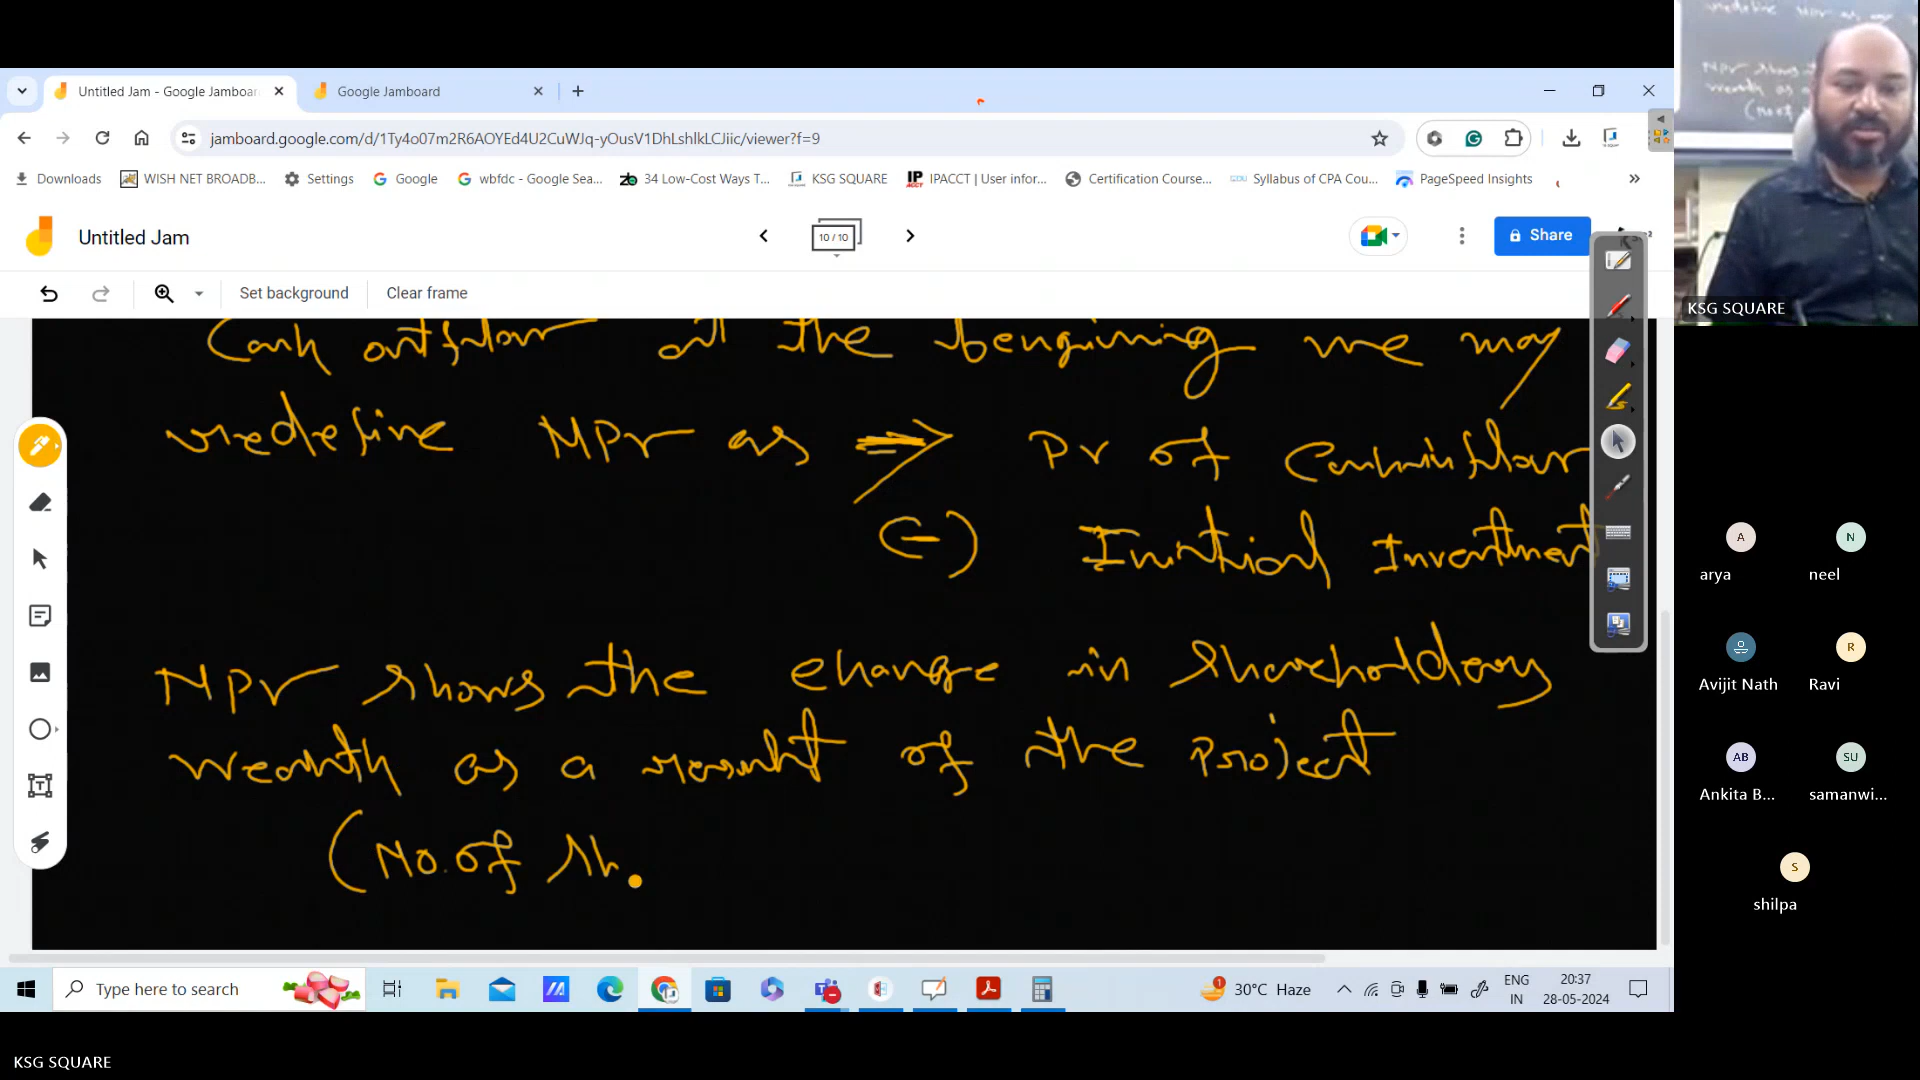 Untitled Jam - Google Jamboar
Google Jamboard
jamboard.google.com/d/1Ty4o07m2R6AOYEd4U2CuWJq-yOusV1DhLshlkLCJiic/viewer?f=9
Downloads
WISH NET BROADB...
Settings
Google
wbfdc - Google Sea...
34 Low-Cost Ways T...
KSG SQUARE
IPACCT | User infor...
Certification Course...
Syllabus of CPA Cou...
PageSpeed Insights
Untitled Jam
10 / 10
Share
Set background
Clear frame
Cash outflow at the bengining we may
redefine NPV as ⇒ PV of Cashinflow
(-) Initial Investment
NPV shows the change in shareholders
wealth as a result of the project
(No. of Sh
KSG SQUARE
A
arya
N
neel
Avijit Nath
R
Ravi
AB
Ankita B...
SU
samanwi...
S
shilpa
Type here to search
30°C Haze
ENG
IN
20:37
28-05-2024
KSG SQUARE